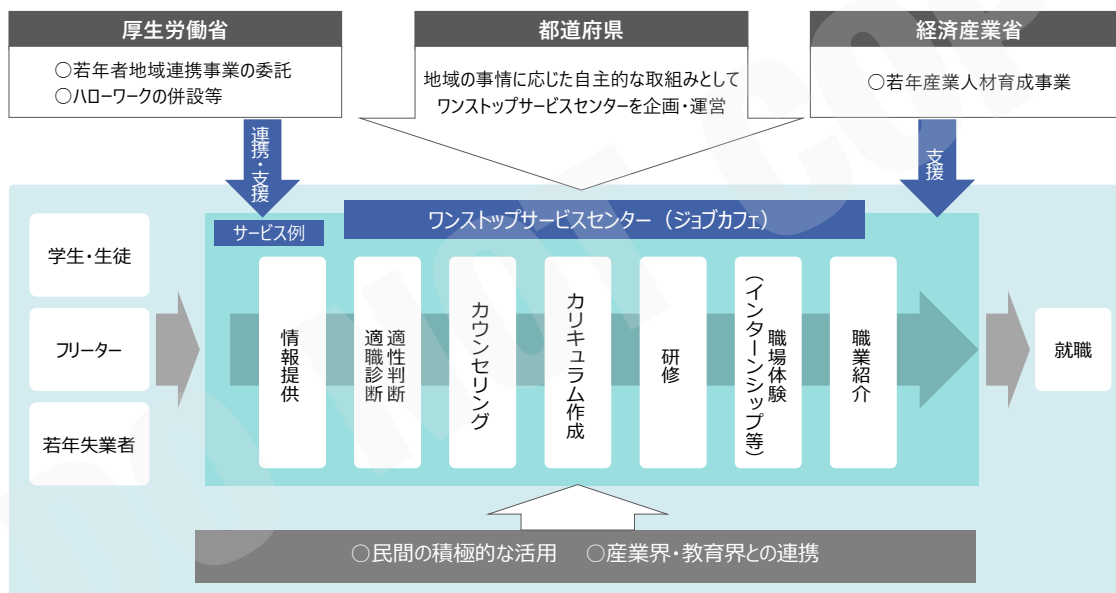 厚生労働省
○若年者地域連携事業の委託
○ハローワークの併設等
都道府県
地域の事情に応じた自主的な取組みとして
ワンストップサービスセンターを企画・運営
経済産業省
○若年産業人材育成事業
連携・支援
支援
ワンストップサービスセンター（ジョブカフェ）
サービス例
学生・生徒
フリーター
若年失業者
情報提供
適性判断
適職診断
カウンセリング
カリキュラム作成
研修
職場体験
（インターンシップ等）
職業紹介
就職
○民間の積極的な活用　○産業界・教育界との連携
DO NOT COPY